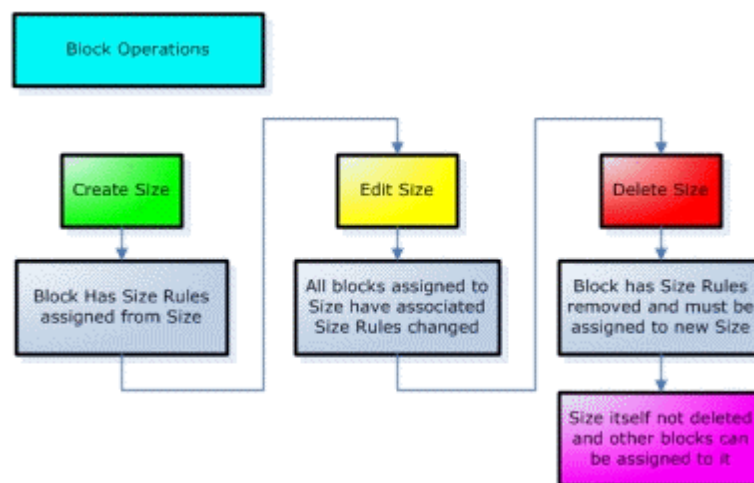 Block Operations
Create Size
Edit Size
Delete Size
Block Has Size Rules
assigned from Size
All blocks assigned to
Size have associated
Size Rules changed
Block has Size Rules
removed and must be
assigned to new Size
Size itself not deleted
and other blocks can
be assigned to it